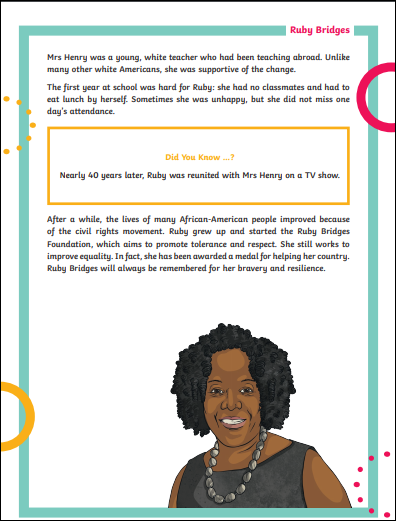 Ruby Bridges
Mrs Henry was a young, white teacher who had been teaching abroad. Unlike
many other white Americans, she was supportive of the change.
The first year at school was hard for Ruby: she had no classmates and had to
eat lunch by herself. Sometimes she was unhappy, but she did not miss one
day's attendance.
Did You Know ...?
Nearly 40 years later, Ruby was reunited with Mrs Henry on a TV show.
After a while, the lives of many African-American people improved because
of the civil rights movement. Ruby grew up and started the Ruby Bridges
Foundation, which aims to promote tolerance and respect. She still works to
improve equality. In fact, she has been awarded a medal for helping her country.
Ruby Bridges will always be remembered for her bravery and resilience.